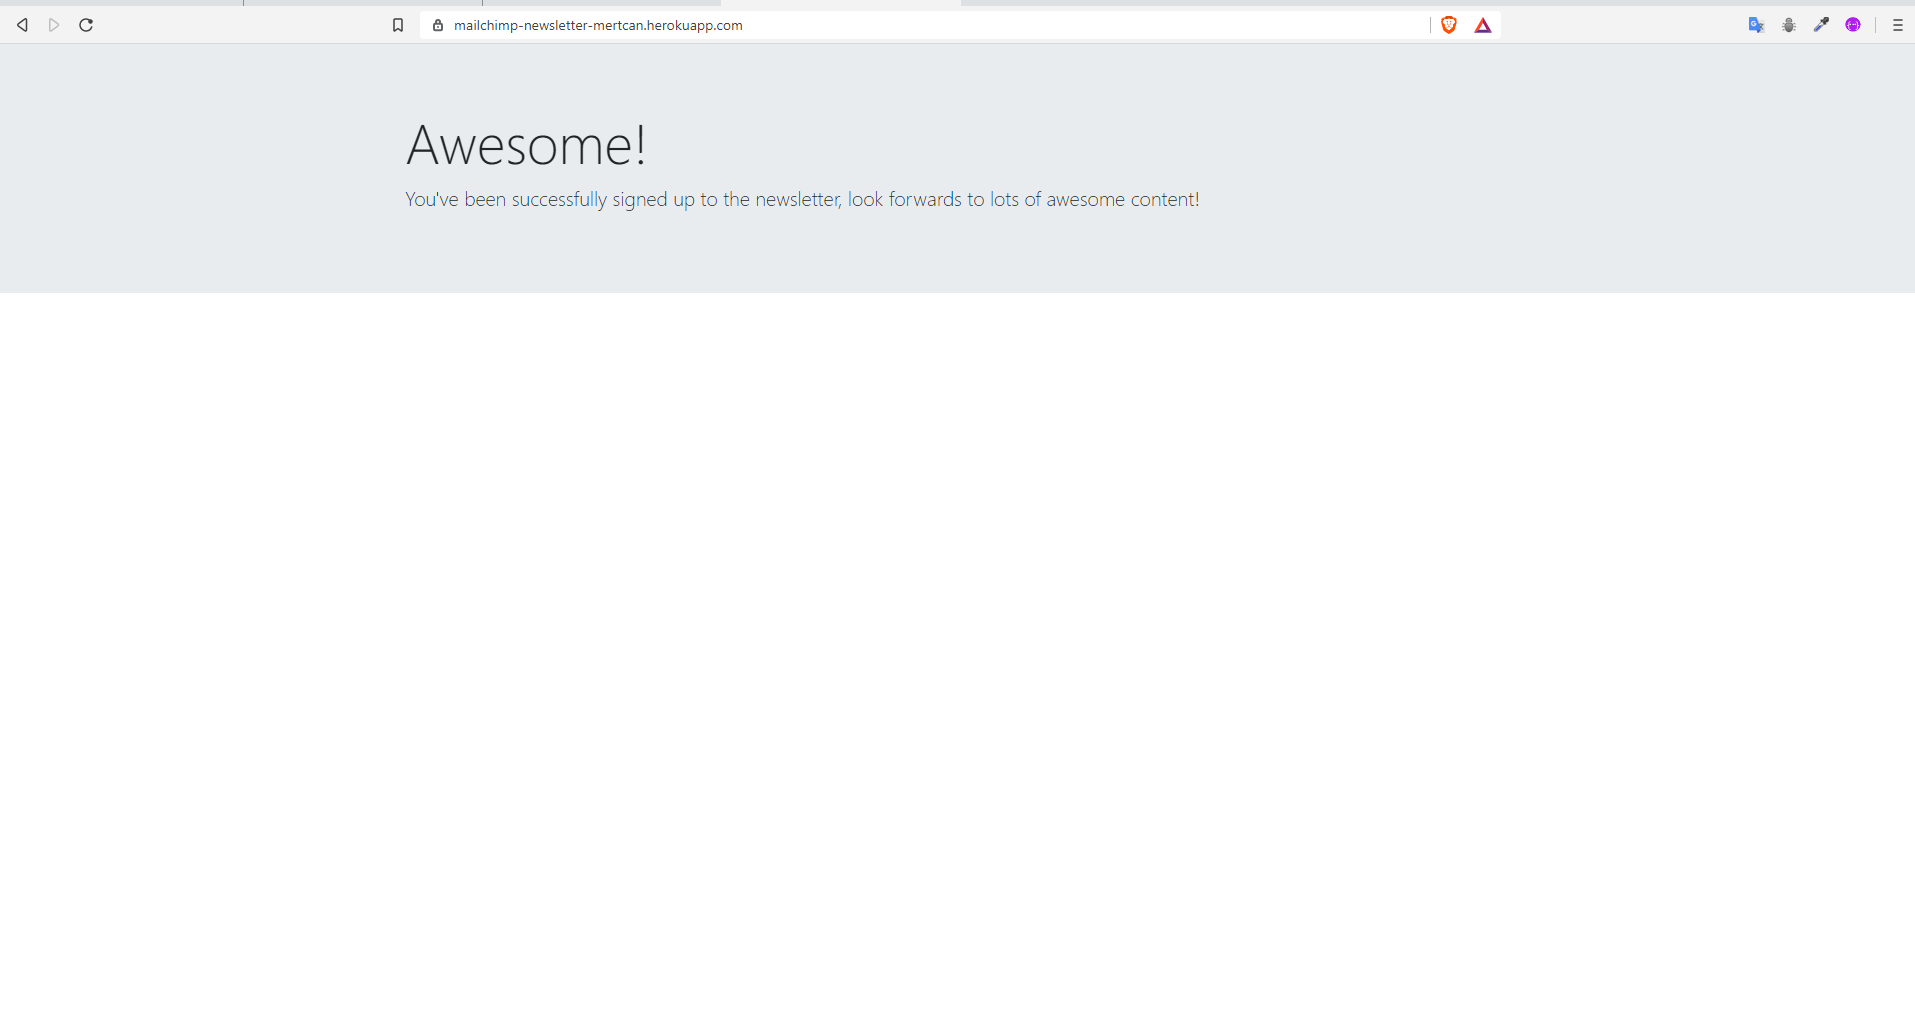 mailchimp-newsletter-mertcan.herokuapp.com
Awesome!
You've been successfully signed up to the newsletter, look forwards to lots of awesome content!